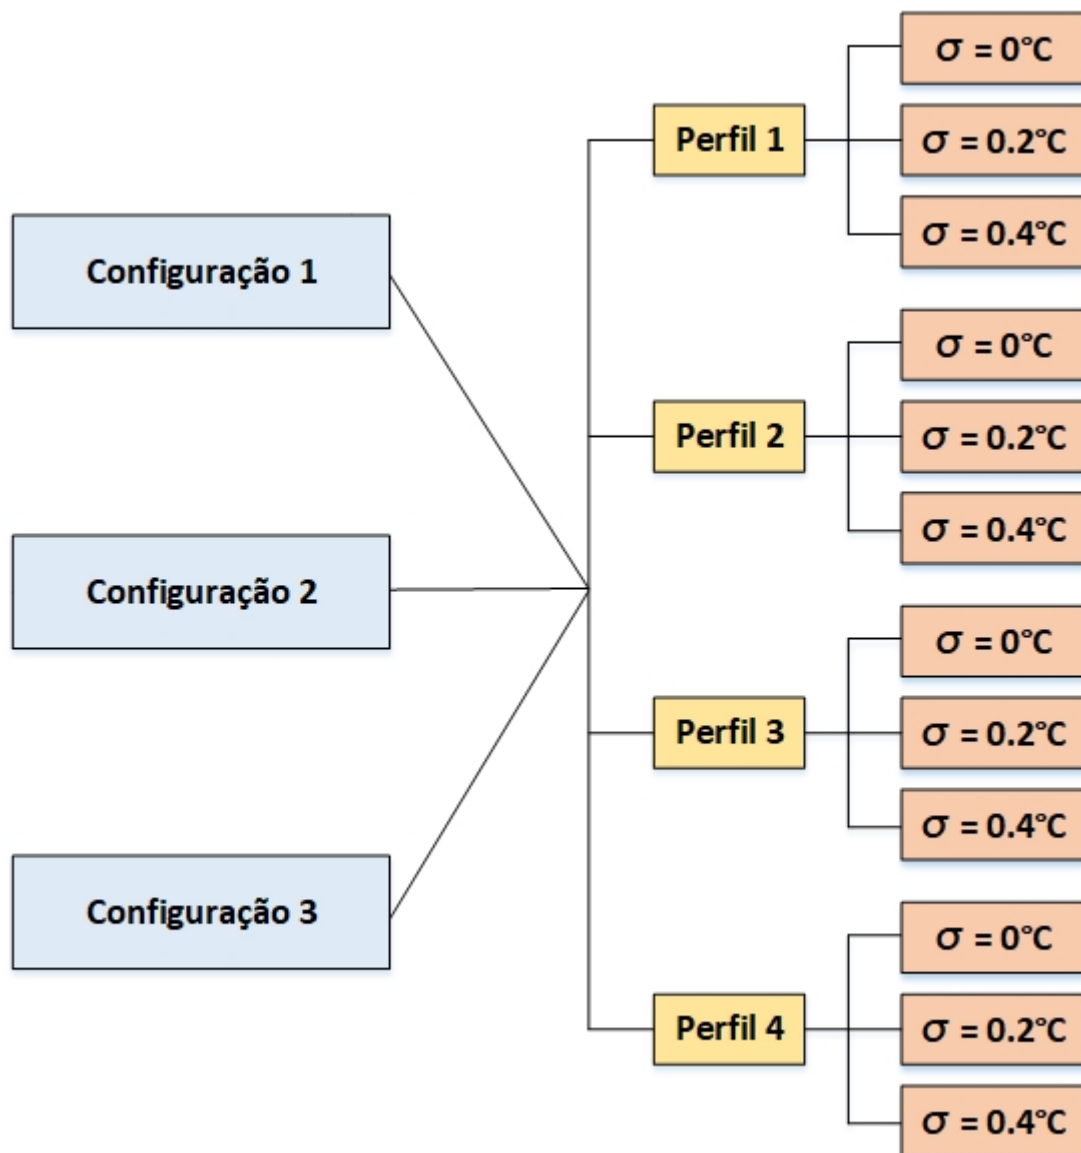 Configuração 1
Configuração 2
Configuração 3
Perfil 1
σ = 0°C
σ = 0.2°C
σ = 0.4°C
Perfil 2
σ = 0°C
σ = 0.2°C
σ = 0.4°C
Perfil 3
σ = 0°C
σ = 0.2°C
σ = 0.4°C
Perfil 4
σ = 0°C
σ = 0.2°C
σ = 0.4°C